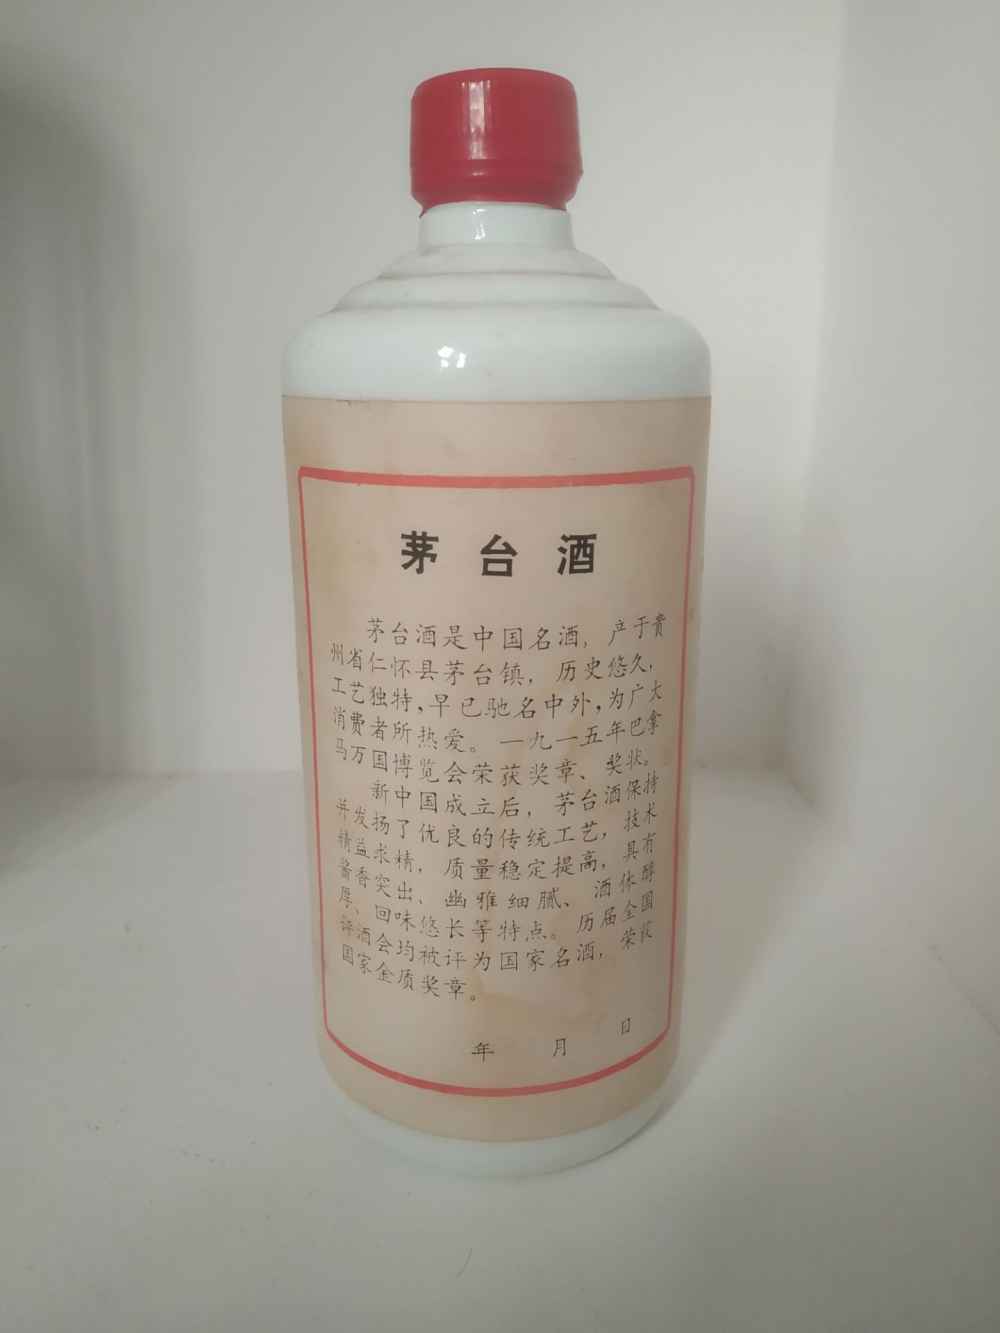 茅台酒
茅台酒是中国名酒，产于贵
州省仁怀县茅台镇，历史悠久，
工艺独特，早已驰名中外，为广大
消费者所热爱。一九一五年巴拿
马万国博览会荣获奖章、奖状。
新中国成立后，茅台酒保持
并发扬了优良的传统工艺，技术
精益求精，质量稳定提高，具有
酱香突出、幽雅细腻、酒体醇
厚、回味悠长等特点。历届全国
评酒会均被评为国家名酒，荣获
国家金质奖章。
年 月 日